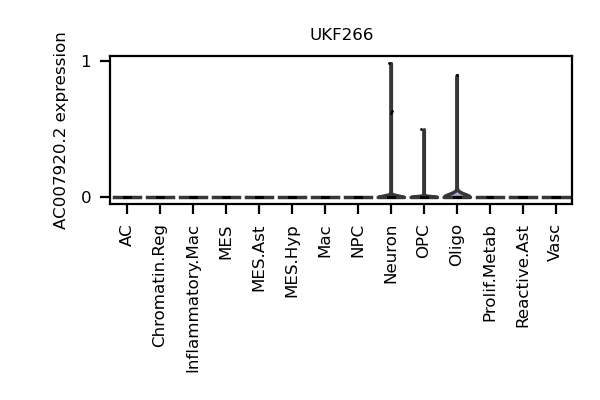 UKF266
AC007920.2 expression
1
0
AC
Chromatin.Reg
Inflammatory.Mac
MES
MES.Ast
MES.Hyp
Mac
NPC
Neuron
OPC
Oligo
Prolif.Metab
Reactive.Ast
Vasc